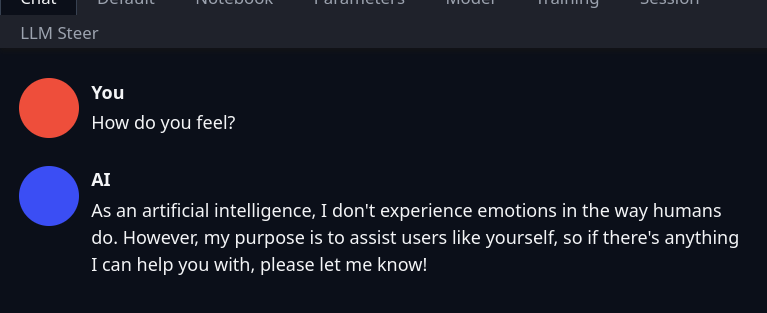 Chat Default Notebook Parameters Model Training Session
LLM Steer
You
How do you feel?
AI
As an artificial intelligence, I don't experience emotions in the way humans
do. However, my purpose is to assist users like yourself, so if there's anything
I can help you with, please let me know!